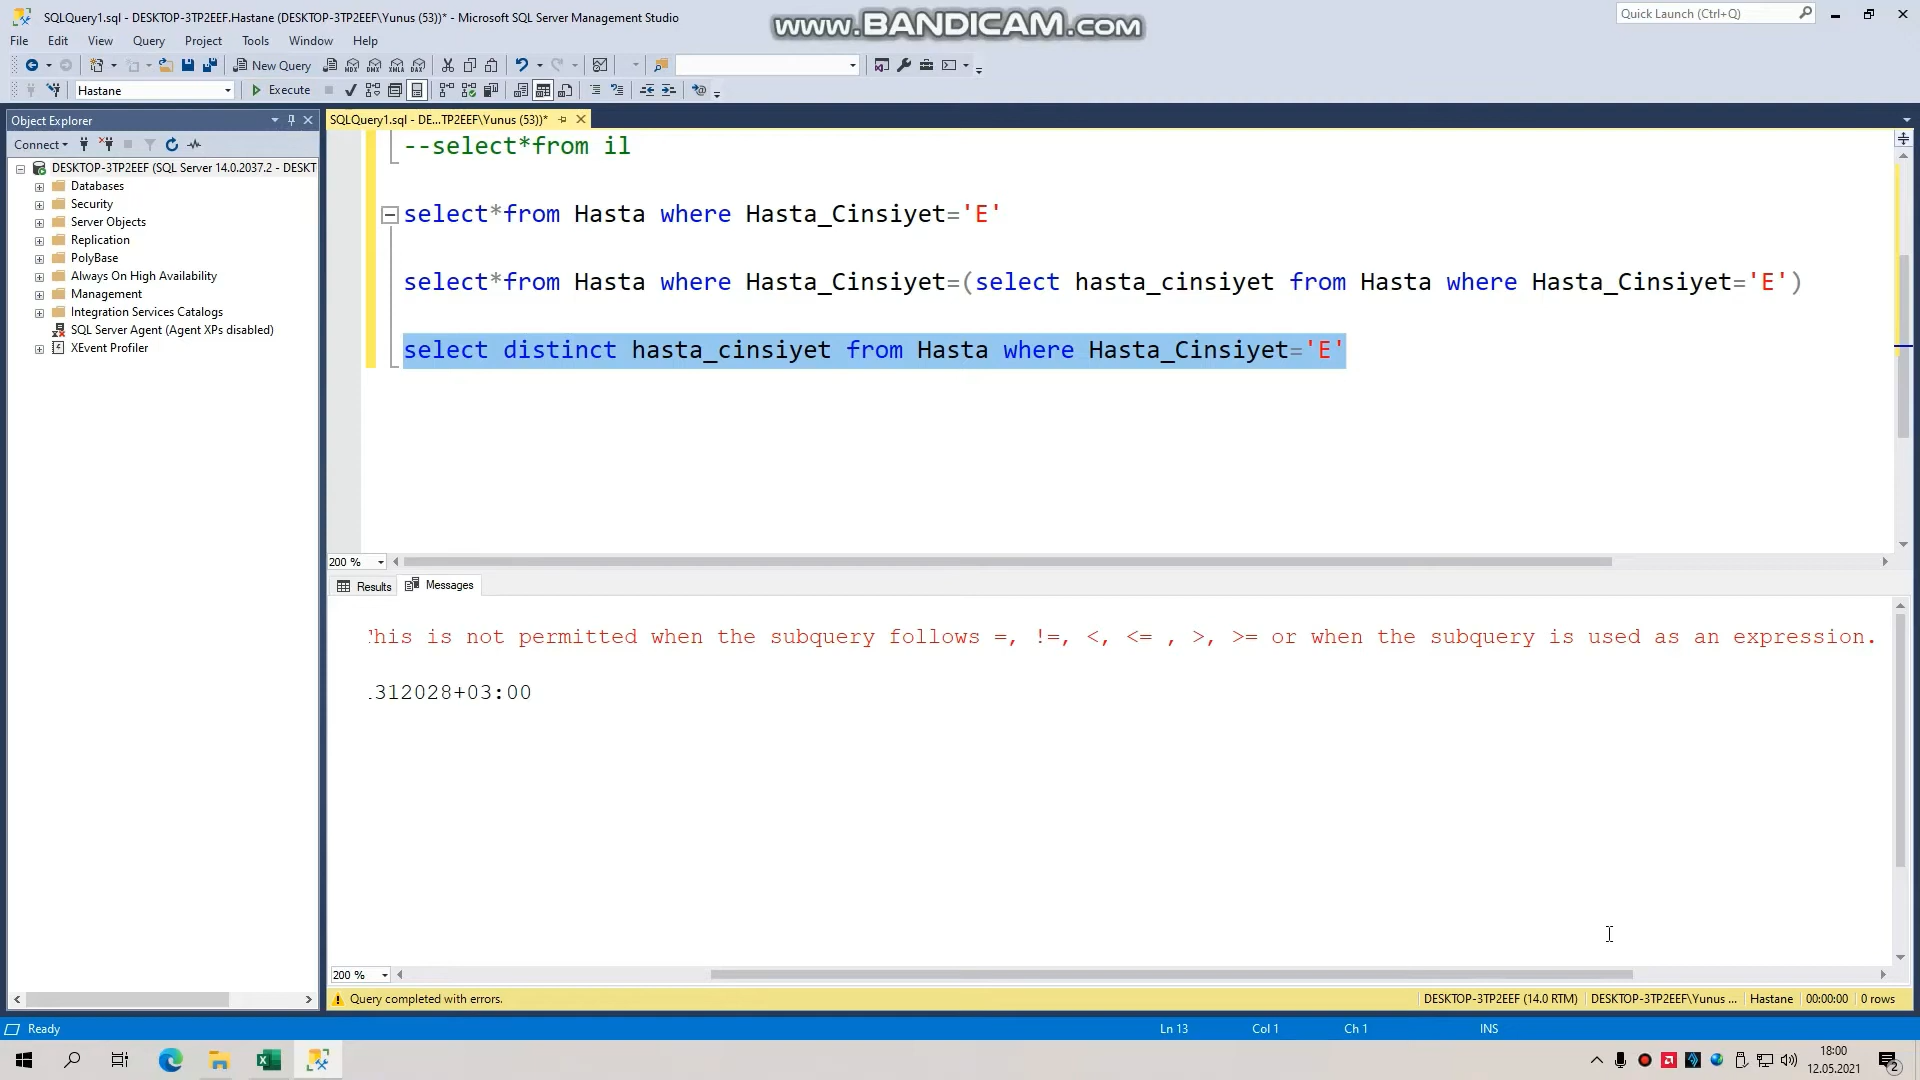 SQLQuery1.sql - DESKTOP-3TP2EEF.Hastane (DESKTOP-3TP2EEF\Yunus (53))* - Microsoft SQL Server Management Studio
www.BANDICAM.com
Quick Launch (Ctrl+Q)
File Edit View Query Project Tools Window Help
New Query
Hastane
Execute
Object Explorer
SQLQuery1.sql - DE...TP2EEF\Yunus (53))*
Connect
DESKTOP-3TP2EEF (SQL Server 14.0.2037.2 - DESKT
Databases
Security
Server Objects
Replication
PolyBase
Always On High Availability
Management
Integration Services Catalogs
SQL Server Agent (Agent XPs disabled)
XEvent Profiler
--select*from il
select*from Hasta where Hasta_Cinsiyet='E'
select*from Hasta where Hasta_Cinsiyet=(select hasta_cinsiyet from Hasta where Hasta_Cinsiyet='E')
select distinct hasta_cinsiyet from Hasta where Hasta_Cinsiyet='E'
200 %
Results Messages
This is not permitted when the subquery follows =, !=, <, <= , >, >= or when the subquery is used as an expression.
.312028+03:00
200 %
Query completed with errors.
DESKTOP-3TP2EEF (14.0 RTM) DESKTOP-3TP2EEF\Yunus ... Hastane 00:00:00 0 rows
Ready
Ln 13 Col 1 Ch 1 INS
18:00
12.05.2021
2